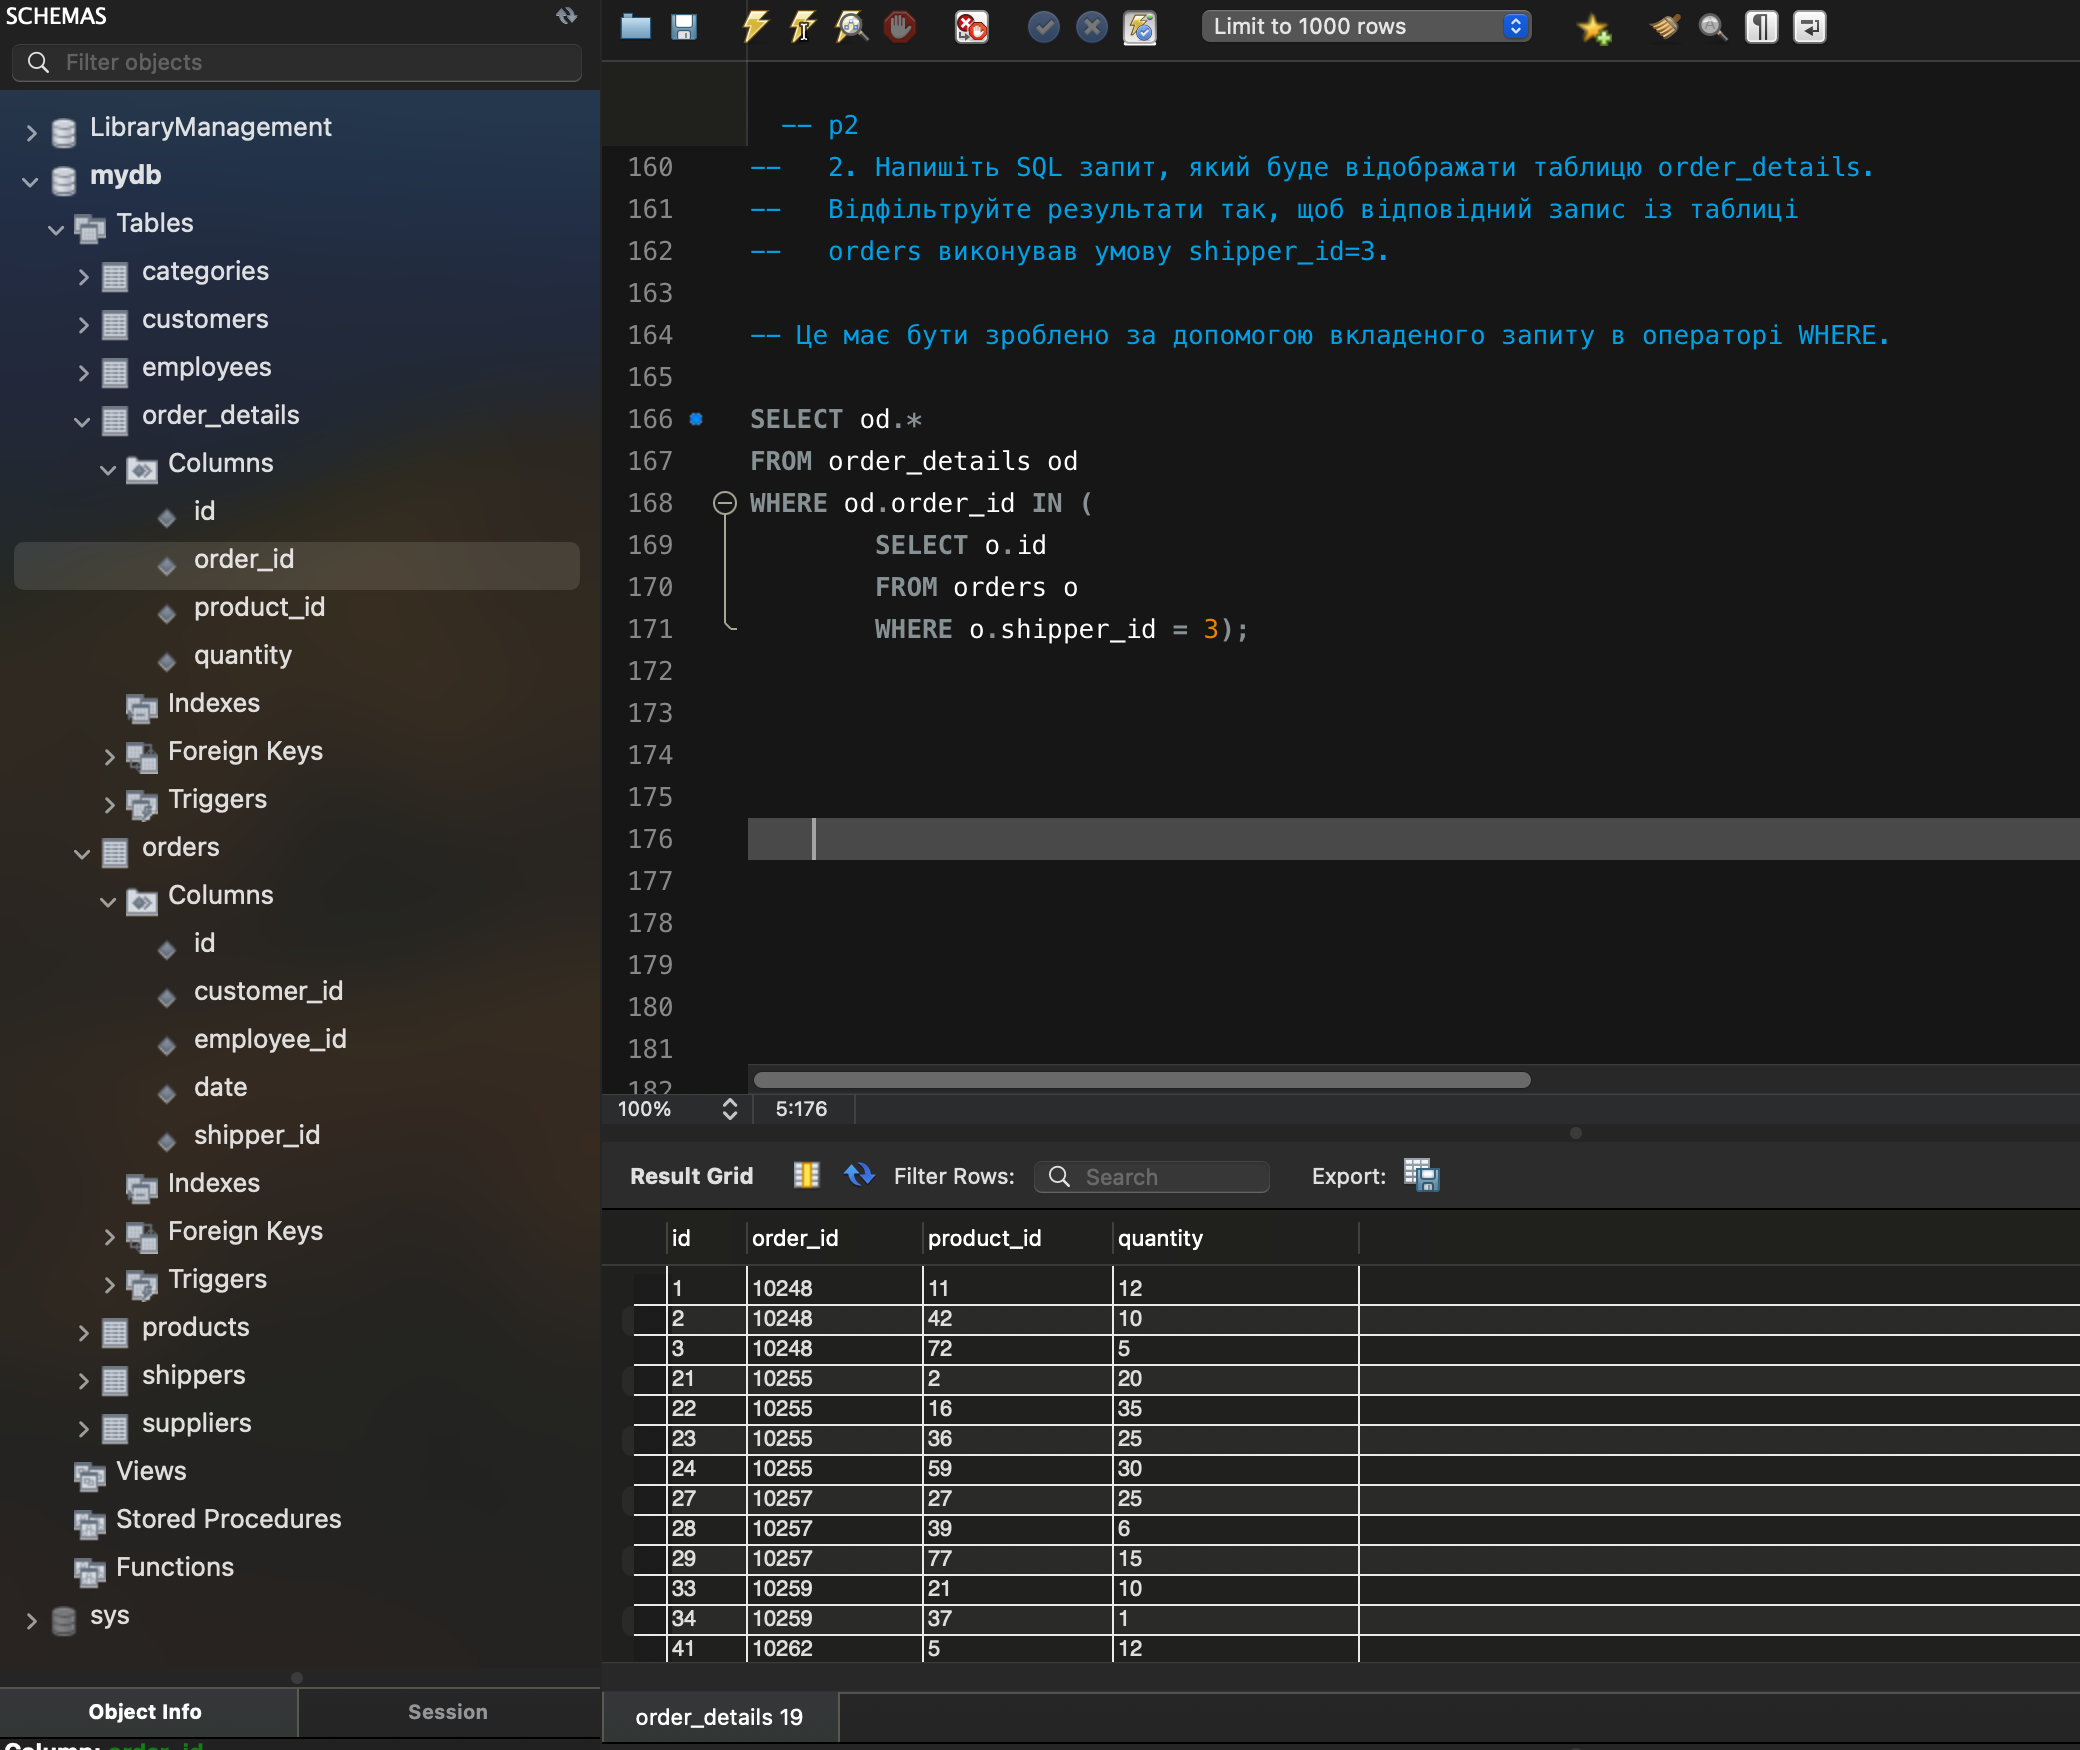 SCHEMAS
Filter objects
LibraryManagement
mydb
Tables
categories
customers
employees
order_details
Columns
id
order_id
product_id
quantity
Indexes
Foreign Keys
Triggers
orders
Columns
id
customer_id
employee_id
date
shipper_id
Indexes
Foreign Keys
Triggers
products
shippers
suppliers
Views
Stored Procedures
Functions
sys
Object Info
Session
Column: order_id
Limit to 1000 rows
-- p2
160 --   2. Напишіть SQL запит, який буде відображати таблицю order_details.
161 --   Відфільтруйте результати так, щоб відповідний запис із таблиці
162 --   orders виконував умову shipper_id=3.
163
164 -- Це має бути зроблено за допомогою вкладеного запиту в операторі WHERE.
165
166 SELECT od.*
167 FROM order_details od
168 WHERE od.order_id IN (
169 SELECT o.id
170 FROM orders o
171 WHERE o.shipper_id = 3);
172
173
174
175
176
177
178
179
180
181
182
100% 5:176
Result Grid Filter Rows: Search Export:
id order_id product_id quantity
1 10248 11 12
2 10248 42 10
3 10248 72 5
21 10255 2 20
22 10255 16 35
23 10255 36 25
24 10255 59 30
27 10257 27 25
28 10257 39 6
29 10257 77 15
33 10259 21 10
34 10259 37 1
41 10262 5 12
order_details 19